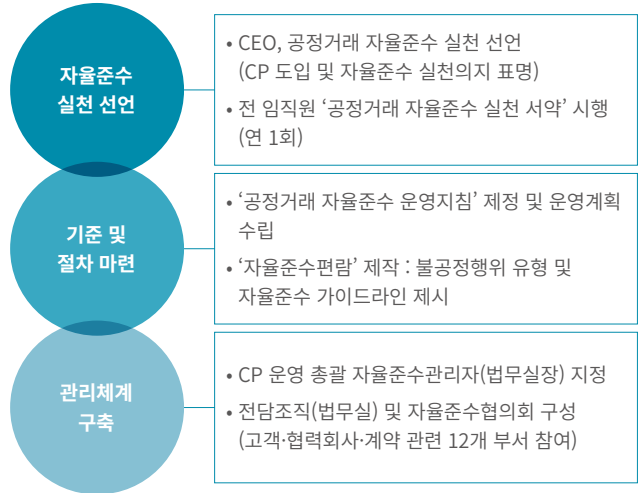 자율준수
실천 선언
• CEO, 공정거래 자율준수 실천 선언
(CP 도입 및 자율준수 실천의지 표명)
• 전 임직원 ‘공정거래 자율준수 실천 서약’ 시행
(연 1회)
기준 및
절차 마련
• ‘공정거래 자율준수 운영지침’ 제정 및 운영계획
수립
• ‘자율준수편람’ 제작 : 불공정행위 유형 및
자율준수 가이드라인 제시
관리체계
구축
• CP 운영 총괄 자율준수관리자(법무실장) 지정
• 전담조직(법무실) 및 자율준수협의회 구성
(고객·협력회사·계약 관련 12개 부서 참여)